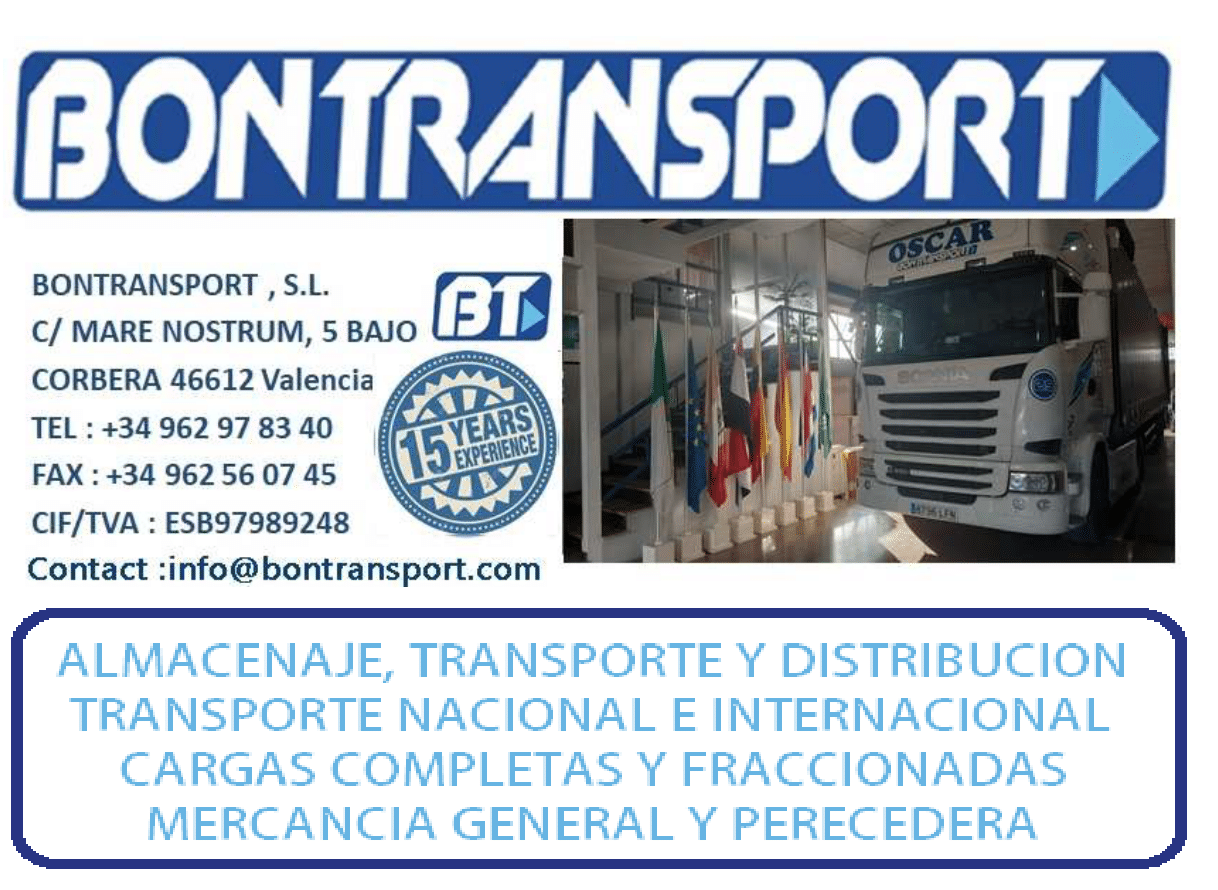 BONTRANSPORT
BONTRANSPORT , S.L.
C/ MARE NOSTRUM, 5 BAJO
CORBERA 46612 Valencia
TEL : +34 962 97 83 40
FAX : +34 962 56 07 45
CIF/TVA : ESB97989248
Contact :info@bontransport.com
BT
15 YEARS
EXPERIENCE
OSCAR
BONTRANSPORT
SCANIA
ALMACENAJE, TRANSPORTE Y DISTRIBUCION
TRANSPORTE NACIONAL E INTERNACIONAL
CARGAS COMPLETAS Y FRACCIONADAS
MERCANCIA GENERAL Y PERECEDERA